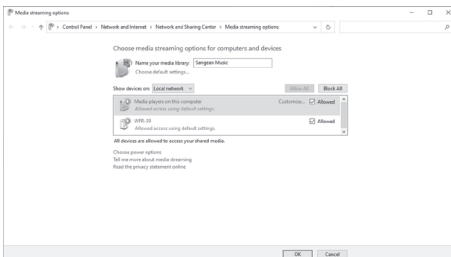 Media streaming options
Control Panel > Network and Internet > Network and Sharing Center > Media streaming options
Choose media streaming options for computers and devices
Name your media library: Sangean Music
Choose default settings...
Show devices on: Local network
Allow All
Block All
Media players on this computer
Customize...
Allowed
Allowed access using default settings.
WFR-39
Allowed
Allowed access using default settings.
All devices are allowed to access your shared media.
Choose power options
Tell me more about media streaming
Read the privacy statement online
OK
Cancel